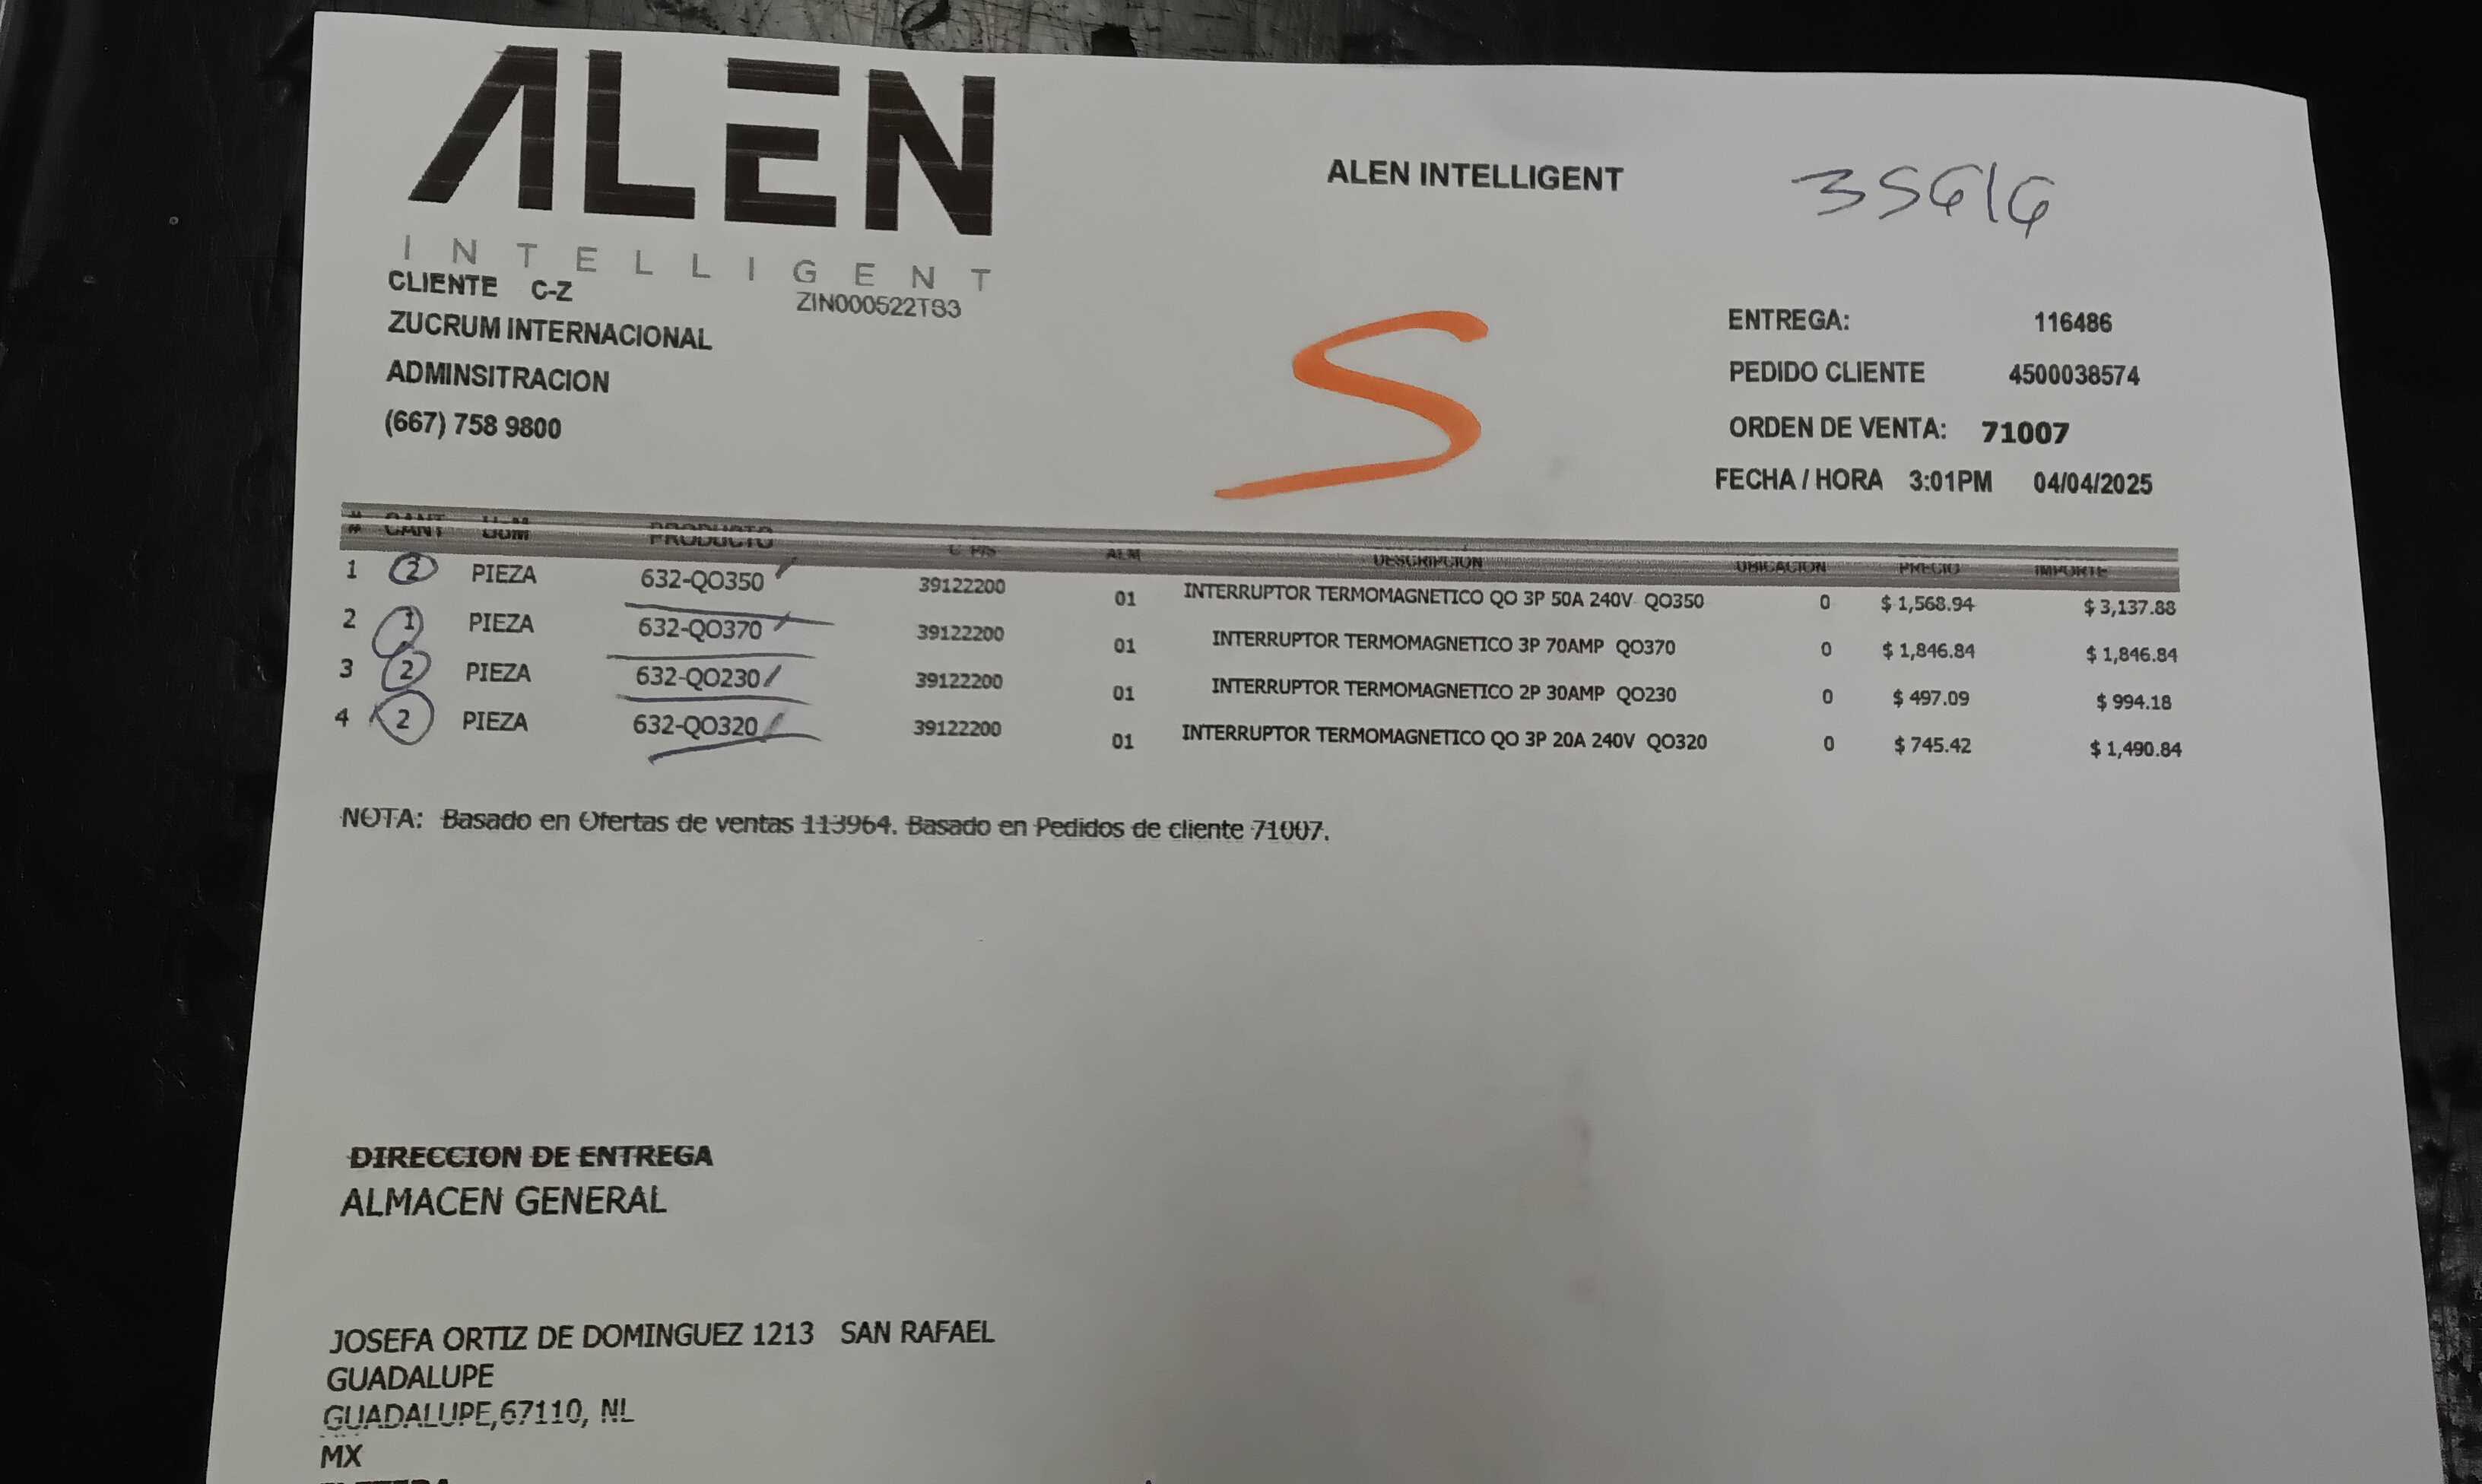 ALEN
INTELLIGENT
ALEN INTELLIGENT
CLIENTE C-Z ZIN000522TS3
ZUCRUM INTERNACIONAL
ADMINSITRACION
(667) 758 9800
S
ENTREGA: 116486
PEDIDO CLIENTE 4500038574
ORDEN DE VENTA: 71007
FECHA / HORA 3:01PM 04/04/2025
# CANT UOM PRODUCTO ALM DESCRIPCION UBICACION PRECIO IMPORTE
1 2 PIEZA 632-QO350 39122200 01 INTERRUPTOR TERMOMAGNETICO QO 3P 50A 240V QO350 0 $ 1,568.94 $ 3,137.88
2 1 PIEZA 632-QO370 39122200 01 INTERRUPTOR TERMOMAGNETICO 3P 70AMP QO370 0 $ 1,846.84 $ 1,846.84
3 2 PIEZA 632-QO230 39122200 01 INTERRUPTOR TERMOMAGNETICO 2P 30AMP QO230 0 $ 497.09 $ 994.18
4 2 PIEZA 632-QO320 39122200 01 INTERRUPTOR TERMOMAGNETICO QO 3P 20A 240V QO320 0 $ 745.42 $ 1,490.84
NOTA: Basado en Ofertas de ventas 113964. Basado en Pedidos de cliente 71007.
DIRECCION DE ENTREGA
ALMACEN GENERAL
JOSEFA ORTIZ DE DOMINGUEZ 1213 SAN RAFAEL
GUADALUPE
GUADALUPE,67110, NL
MX